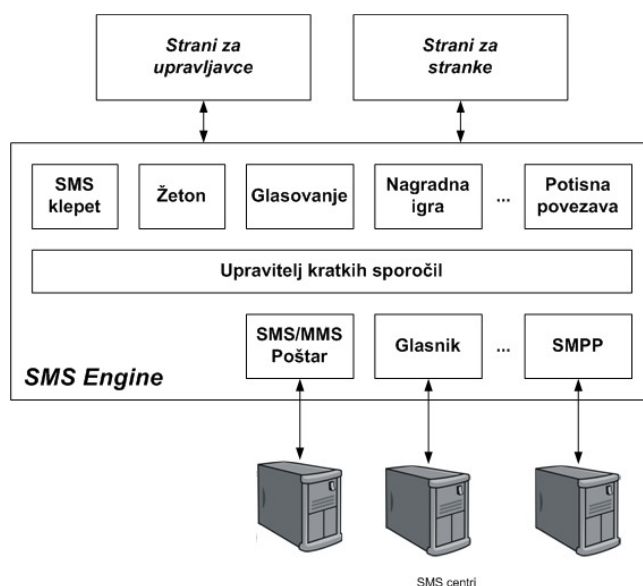 Strani za
upravljavce
Strani za
stranke
SMS
klepet
Žeton
Glasovanje
Nagradna
igra
...
Potisna
povezava
Upravitelj kratkih sporočil
SMS/MMS
Poštar
Glasnik
...
SMPP
SMS Engine
SMS centri